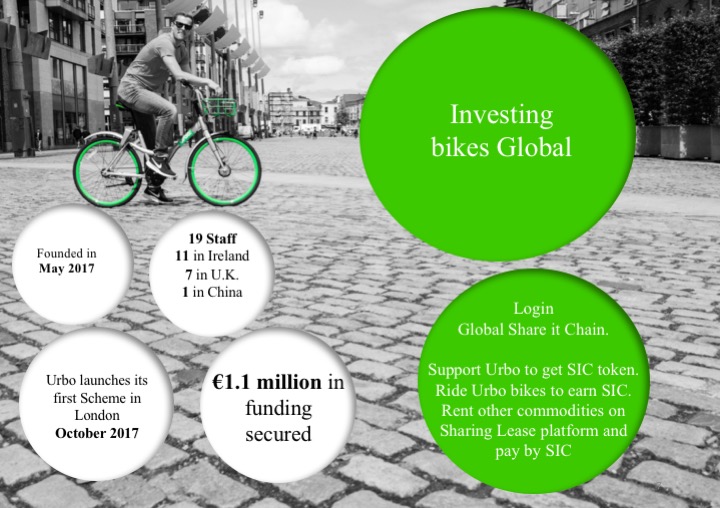 Investing
bikes Global
Founded in
May 2017
19 Staff
11 in Ireland
7 in U.K.
1 in China
Urbo launches its
first Scheme in
London
October 2017
€1.1 million in
funding
secured
Login
Global Share it Chain.
Support Urbo to get SIC token.
Ride Urbo bikes to earn SIC.
Rent other commodities on
Sharing Lease platform and
pay by SIC